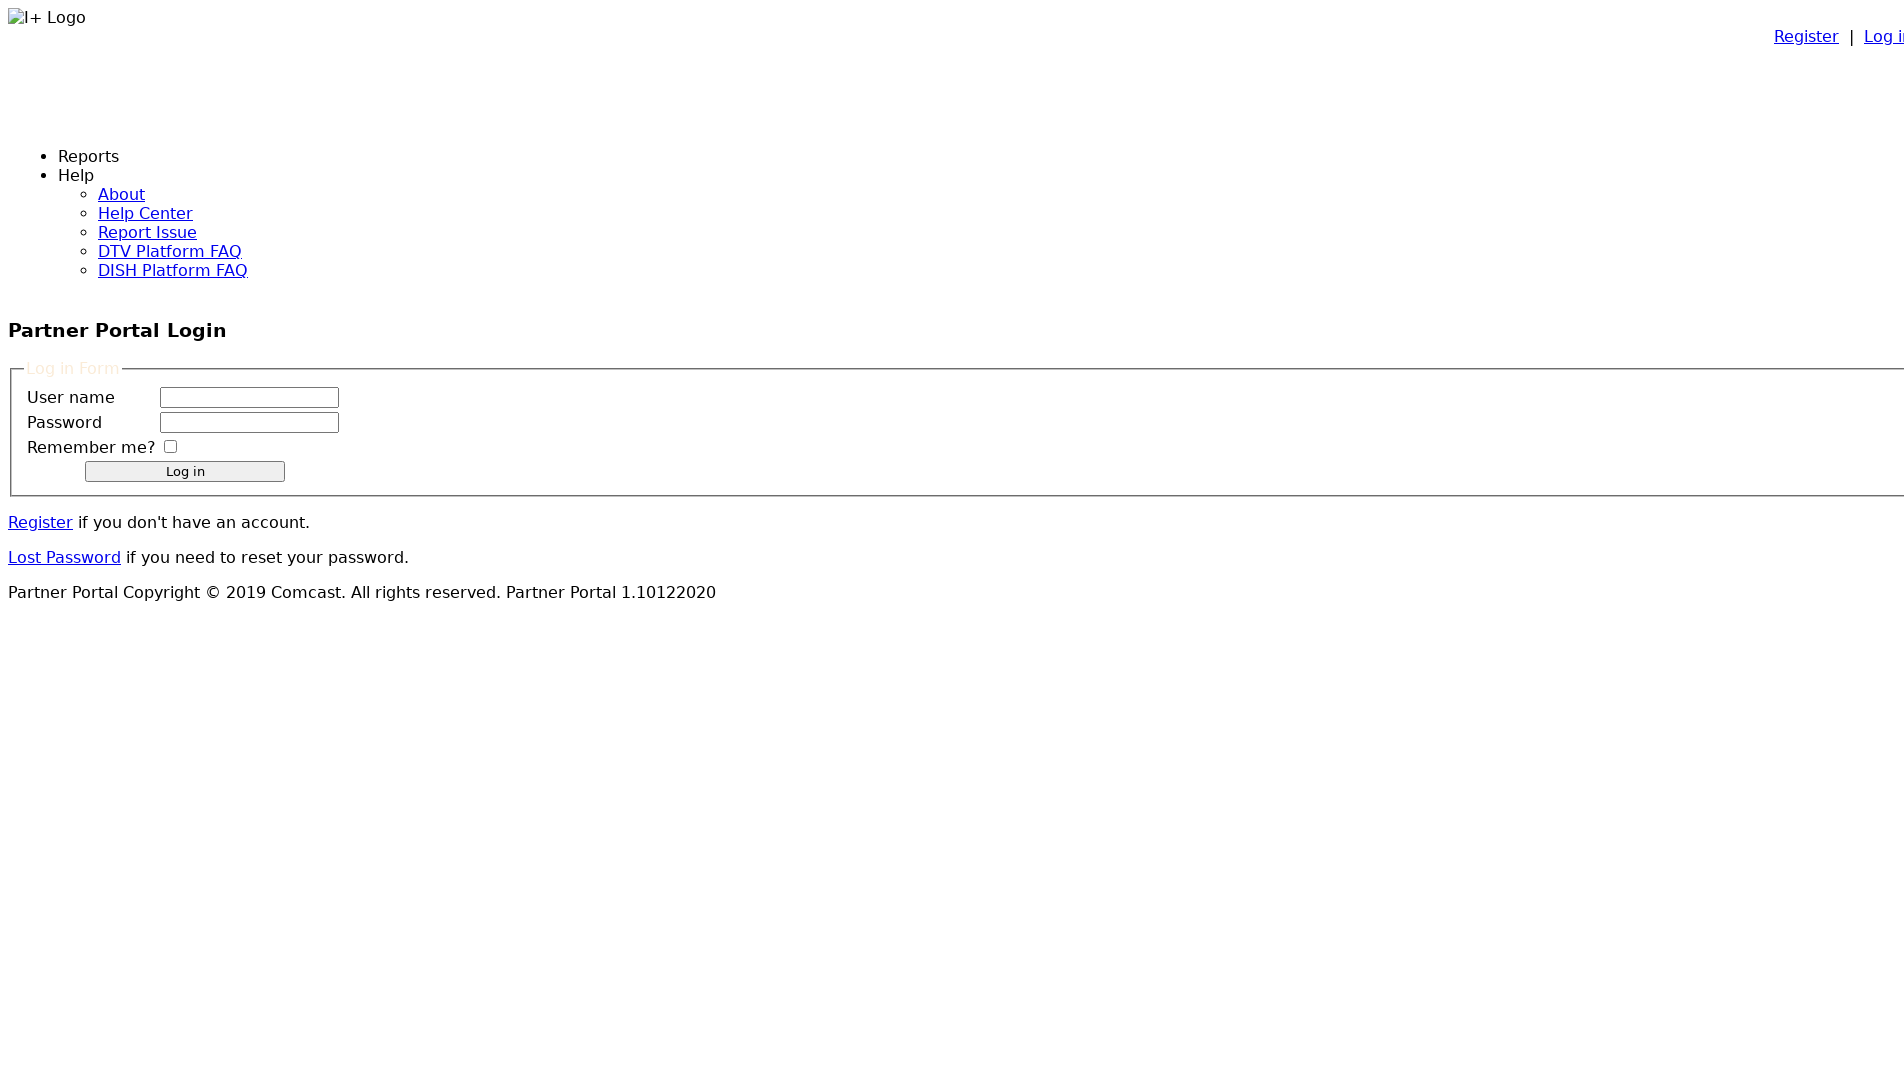 I+ Logo
Register | Log in
Reports
Help
About
Help Center
Report Issue
DTV Platform FAQ
DISH Platform FAQ
Partner Portal Login
Log in Form
User name
Password
Remember me?
Log in
Register if you don't have an account.
Lost Password if you need to reset your password.
Partner Portal Copyright © 2019 Comcast. All rights reserved. Partner Portal 1.10122020